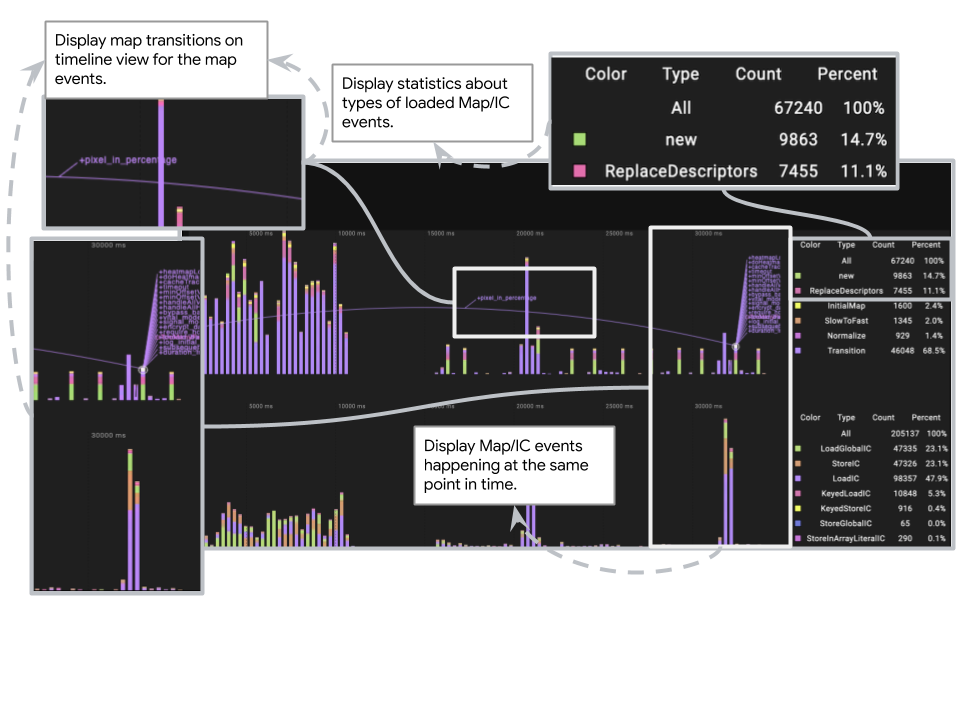 Display map transitions on
timeline view for the map
events.
Display statistics about
types of loaded Map/IC
events.
Color Type Count Percent
All 67240 100%
new 9863 14.7%
ReplaceDescriptors 7455 11.1%
+pixel_in_percentage
30000 ms
5000 ms 10000 ms 15000 ms 20000 ms 25000 ms 30000 ms
+pixel_in_percentage
Color Type Count Percent
All 67240 100%
new 9863 14.7%
ReplaceDescriptors 7455 11.1%
InitialMap 1600 2.4%
SlowToFast 1345 2.0%
Normalize 929 1.4%
Transition 46048 68.5%
30000 ms
5000 ms 10000 ms 20000 ms 25000 ms 30000 ms
Display Map/IC events
happening at the same
point in time.
Color Type Count Percent
All 205137 100%
LoadGlobalIC 47335 23.1%
StoreIC 47326 23.1%
LoadIC 98357 47.9%
KeyedLoadIC 10848 5.3%
KeyedStoreIC 916 0.4%
StoreGlobalIC 65 0.0%
StoreInArrayLiteralIC 290 0.1%